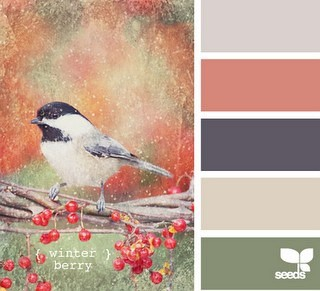 { winter }
berry
seeds